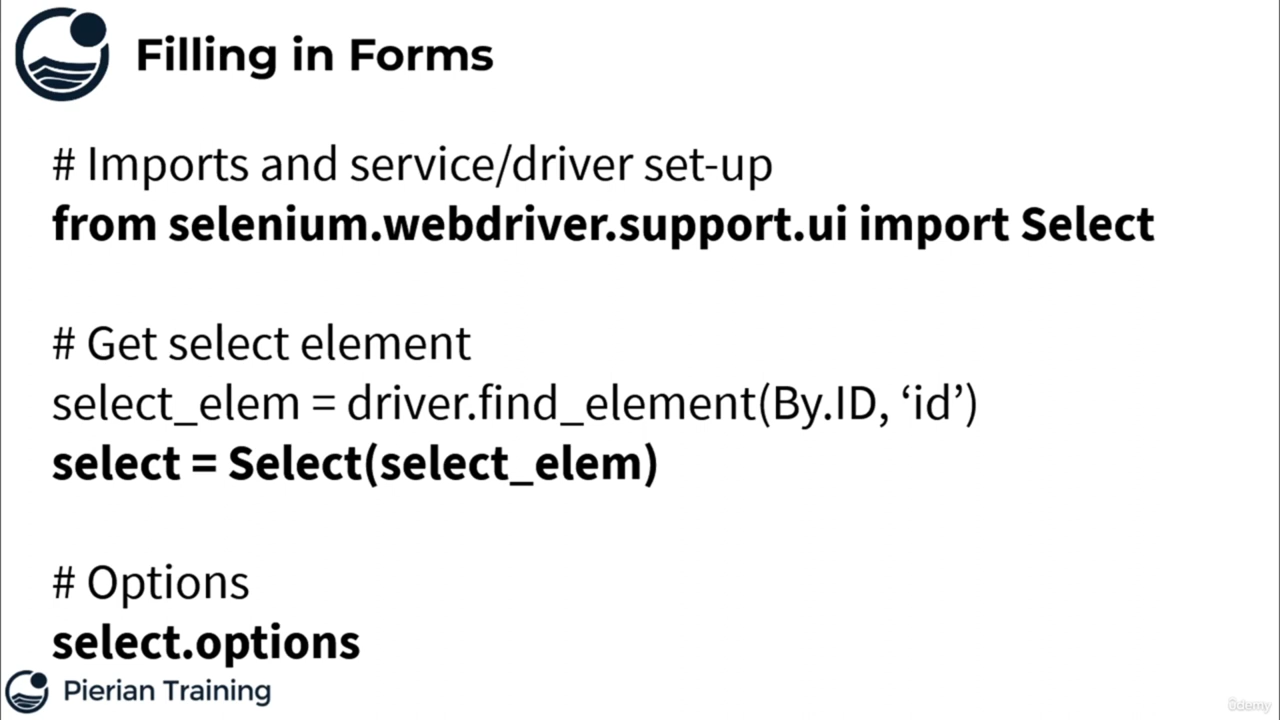 Filling in Forms
# Imports and service/driver set-up
from selenium.webdriver.support.ui import Select
# Get select element
select_elem = driver.find_element(By.ID, ‘id’)
select = Select(select_elem)
# Options
select.options
Pierian Training
ûdemy